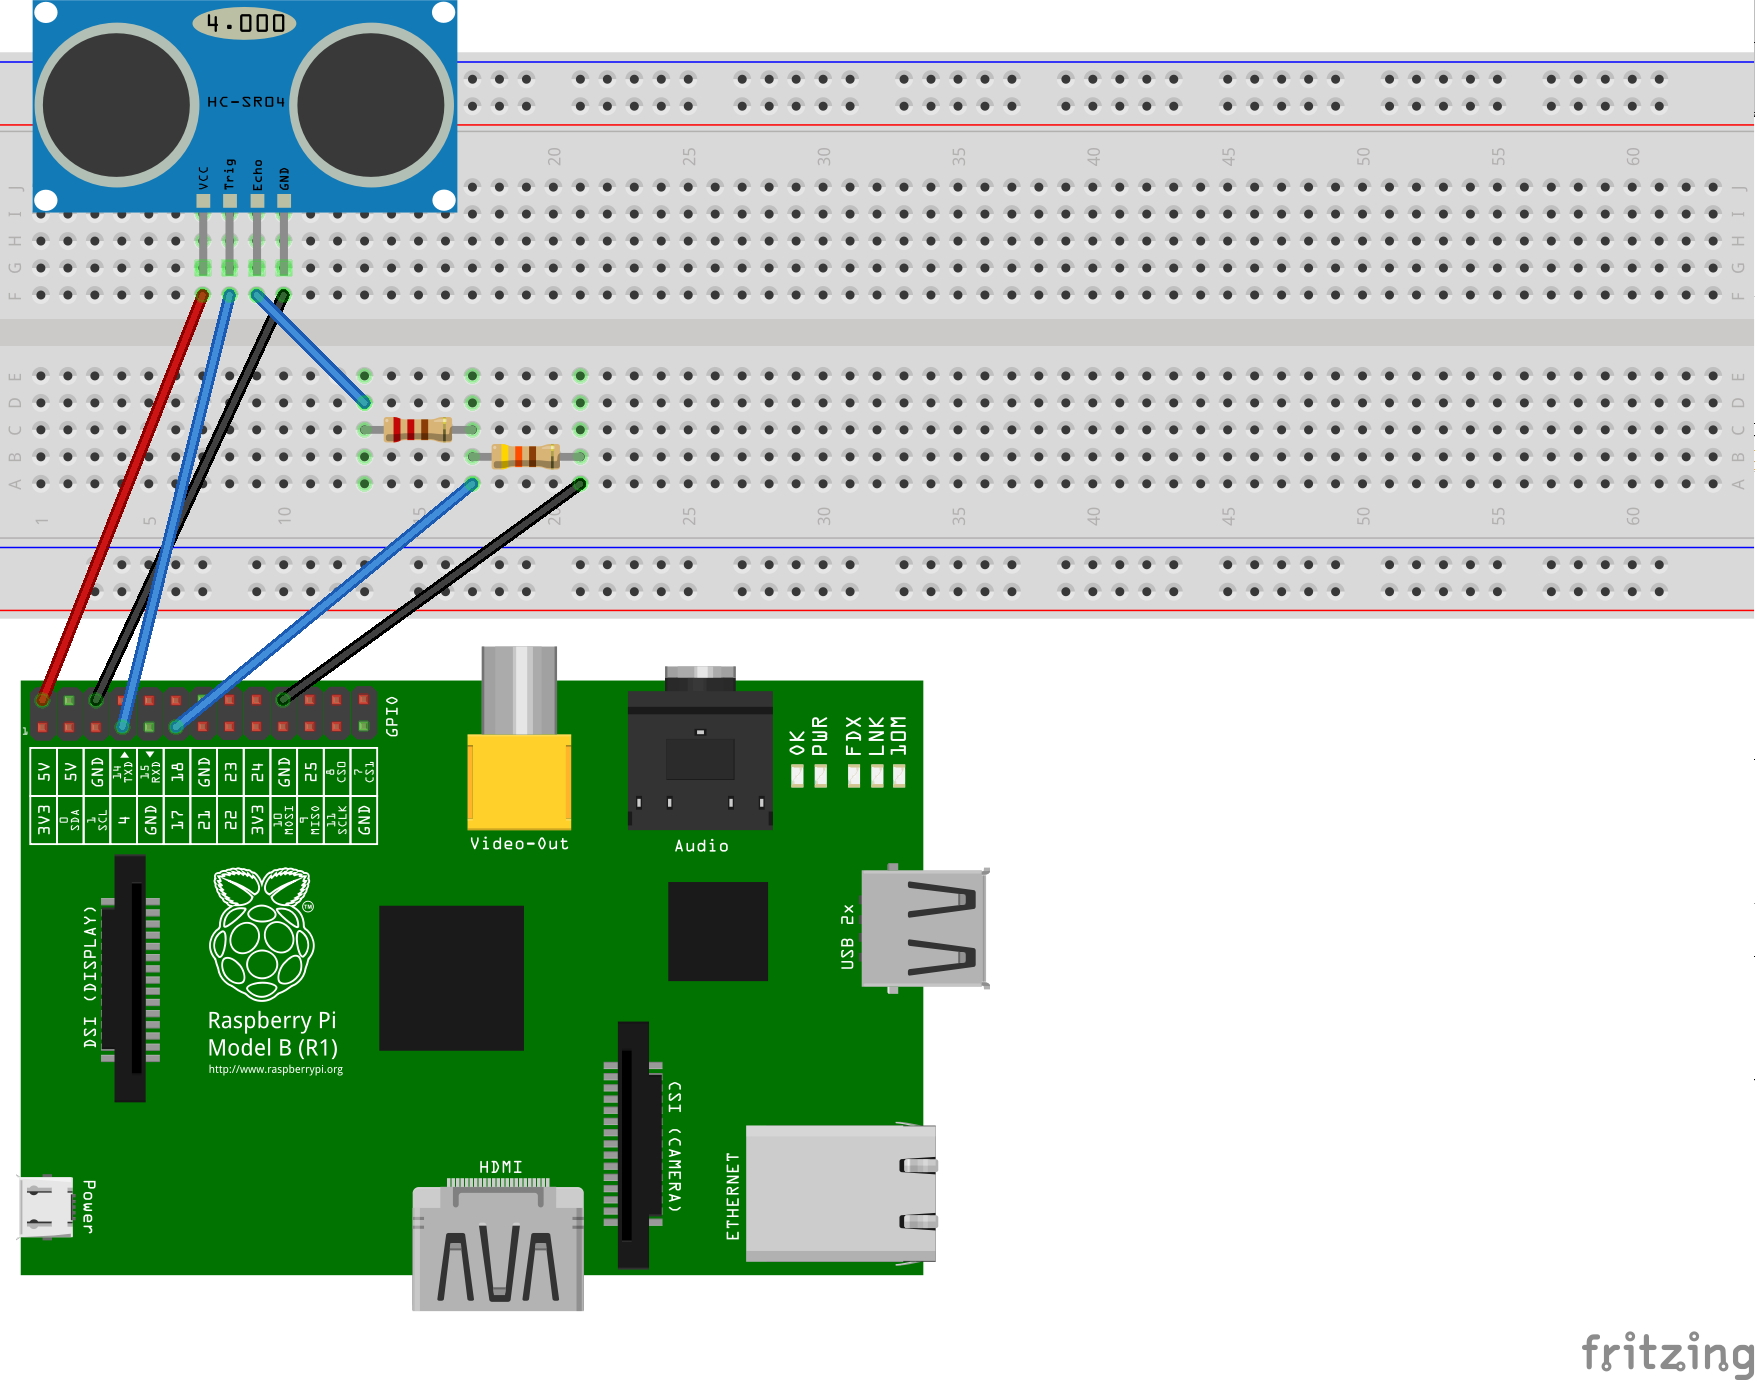 4.000
HC-SR04
VCC Trig Echo GND
20 25 30 35 40 45 50 55 60
J J
I
H H
G G
F F
E E
D D
C C
B B
A A
1 5 10 15 20 25 30 35 40 45 50 55 60
1
GPIO
5V 5V GND 14 TXD 15 RXD 18 GND 23 24 GND 25 8 CS0 7 CS1
3V3 0 SDA 1 SCL 4 GND 17 21 22 3V3 10 MOSI 9 MISO 11 SCLK GND
OK PWR FDX LNK 10M
Video-Out
Audio
DSI (DISPLAY)
TM
USB 2x
Raspberry Pi
Model B (R1)
http://www.raspberrypi.org
CSI (CAMERA)
HDMI
ETHERNET
Power
fritzing